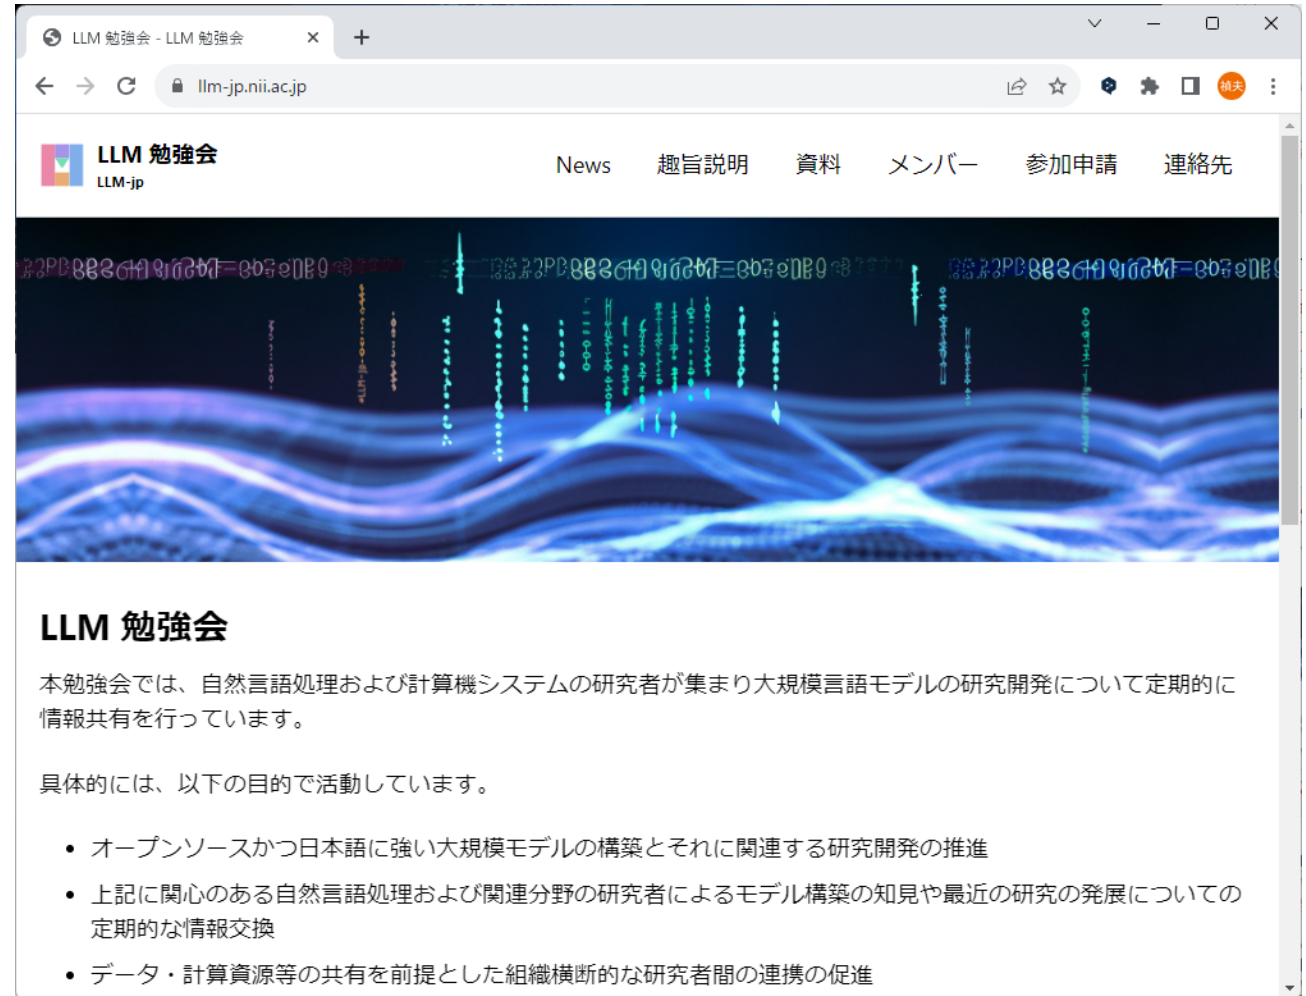 LLM 勉強会 - LLM 勉強会
llm-jp.nii.ac.jp
禎夫
LLM 勉強会
LLM-jp
News 趣旨説明 資料 メンバー 参加申請 連絡先
LLM 勉強会
本勉強会では、自然言語処理および計算機システムの研究者が集まり大規模言語モデルの研究開発について定期的に
情報共有を行っています。
具体的には、以下の目的で活動しています。
• オープンソースかつ日本語に強い大規模モデルの構築とそれに関連する研究開発の推進
• 上記に関心のある自然言語処理および関連分野の研究者によるモデル構築の知見や最近の研究の発展についての
定期的な情報交換
• データ・計算資源等の共有を前提とした組織横断的な研究者間の連携の促進